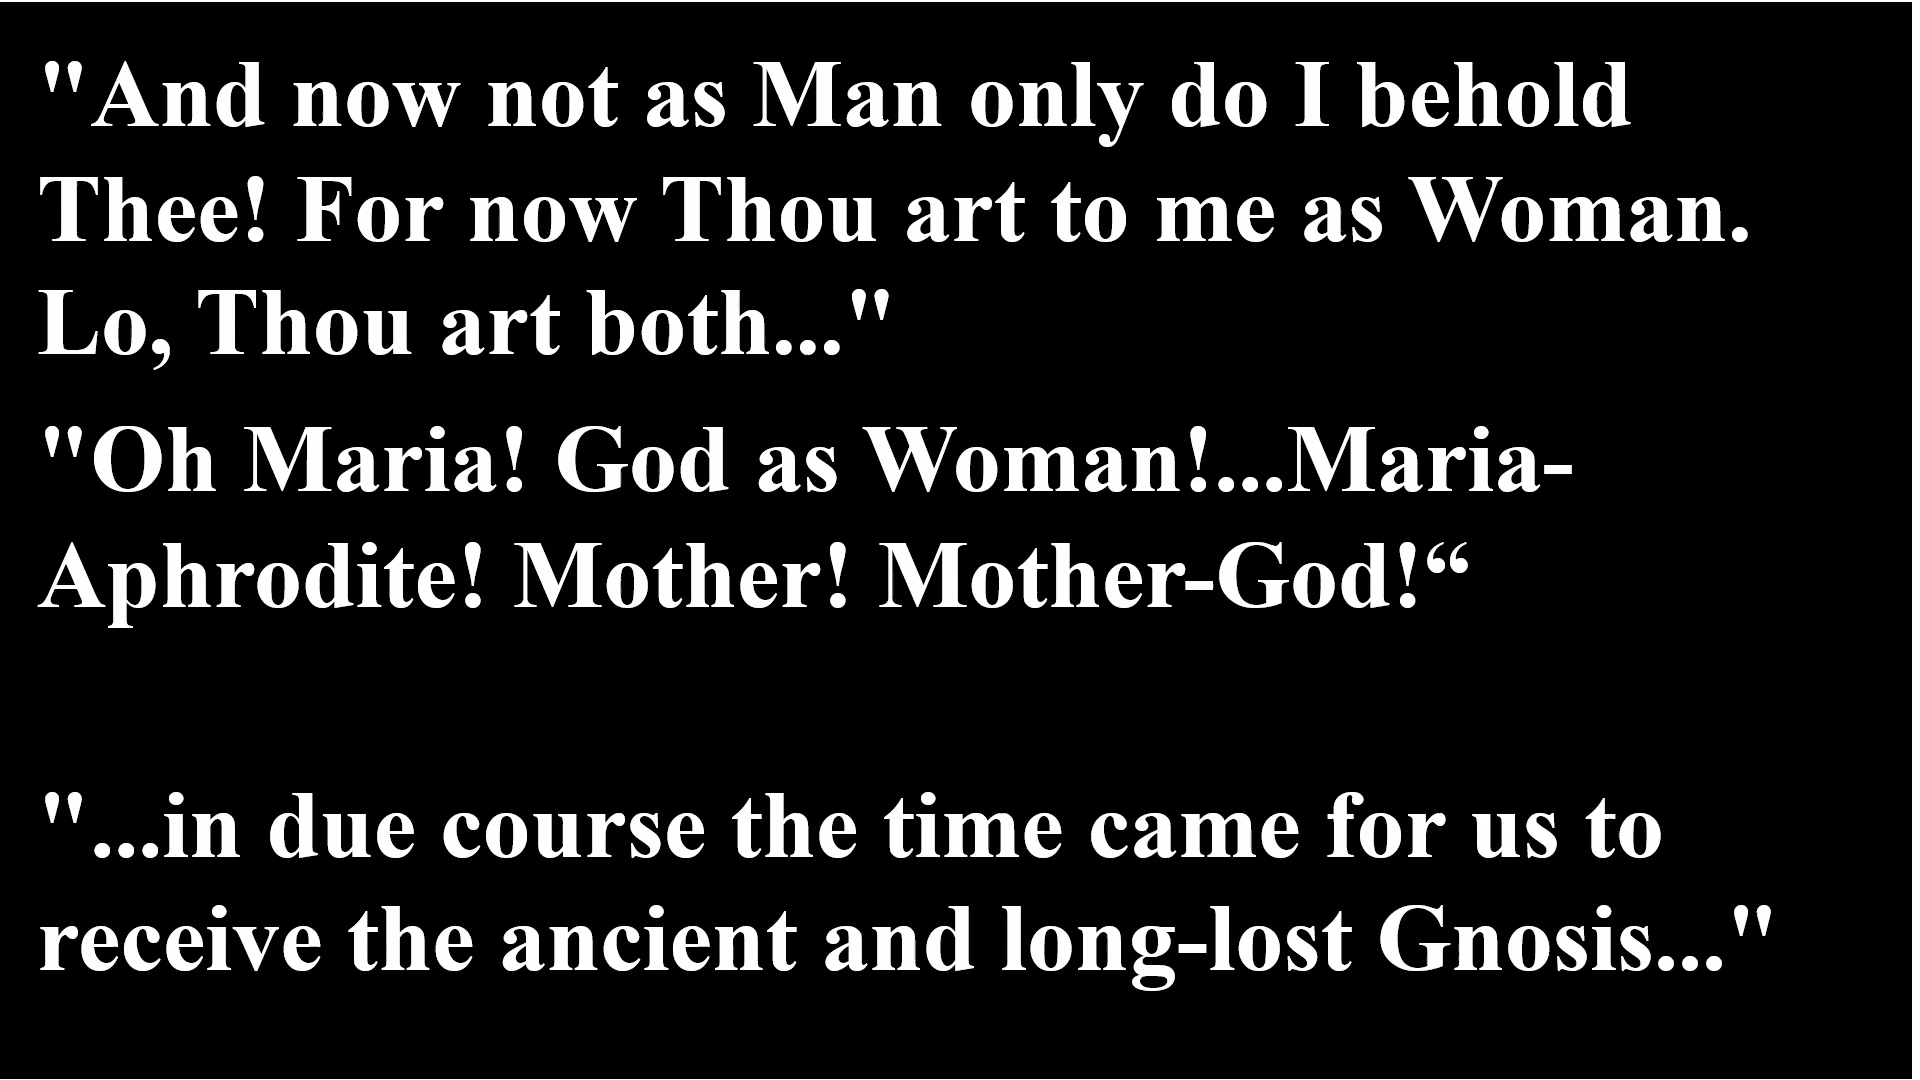 "And now not as Man only do I behold
Thee! For now Thou art to me as Woman.
Lo, Thou art both..."
"Oh Maria! God as Woman!...Maria-
Aphrodite! Mother! Mother-God!“
"...in due course the time came for us to
receive the ancient and long-lost Gnosis..."